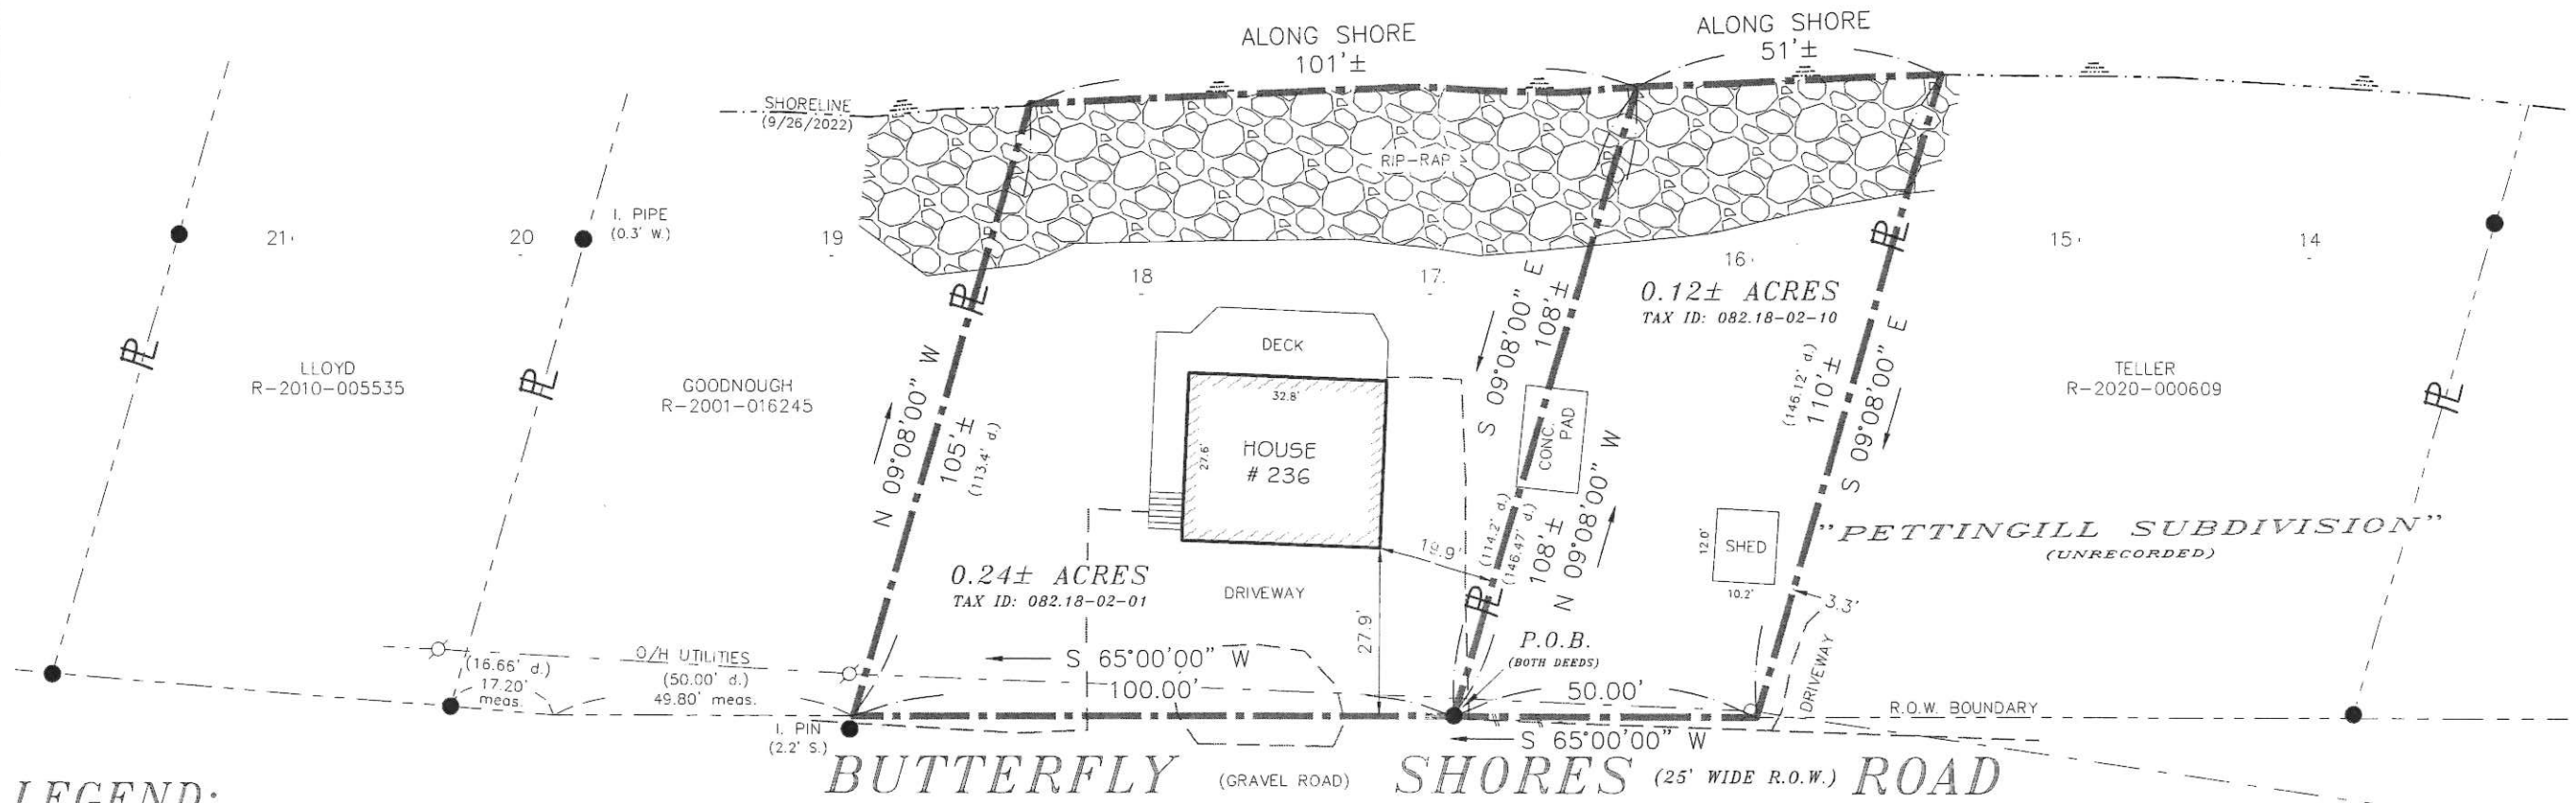 ALONG SHORE
101'±
ALONG SHORE
51'±
SHORELINE
(9/26/2022)
RIP-RAP
I. PIPE
(0.3' W.)
21
20
19
18
17
16
15
14
0.12± ACRES
TAX ID: 082.18-02-10
LLOYD
R-2010-005535
GOODNOUGH
R-2001-016245
TELLER
R-2020-000609
N 09°08'00" W
105'±
(113.4' d.)
DECK
32.8'
27.6'
HOUSE
# 236
S 09°08'00" E
108'±
CONC.
PAD
(114.2' d.)
(146.47' d.)
108'±
N 09°08'00" W
(146.12' d.)
110'±
S 09°08'00" E
PL
PL
PL
PL
PL
PL
19.9'
27.9'
12.0'
SHED
10.2'
3.3'
"PETTINGILL SUBDIVISION"
(UNRECORDED)
0.24± ACRES
TAX ID: 082.18-02-01
DRIVEWAY
P.O.B.
(BOTH DEEDS)
DRIVEWAY
O/H UTILITIES
(16.66' d.)
17.20'
meas.
(50.00' d.)
49.80' meas.
S 65°00'00" W
100.00'
50.00'
R.O.W. BOUNDARY
I. PIN
(2.2' S.)
S 65°00'00" W
BUTTERFLY (GRAVEL ROAD) SHORES (25' WIDE R.O.W.) ROAD
LEGEND: